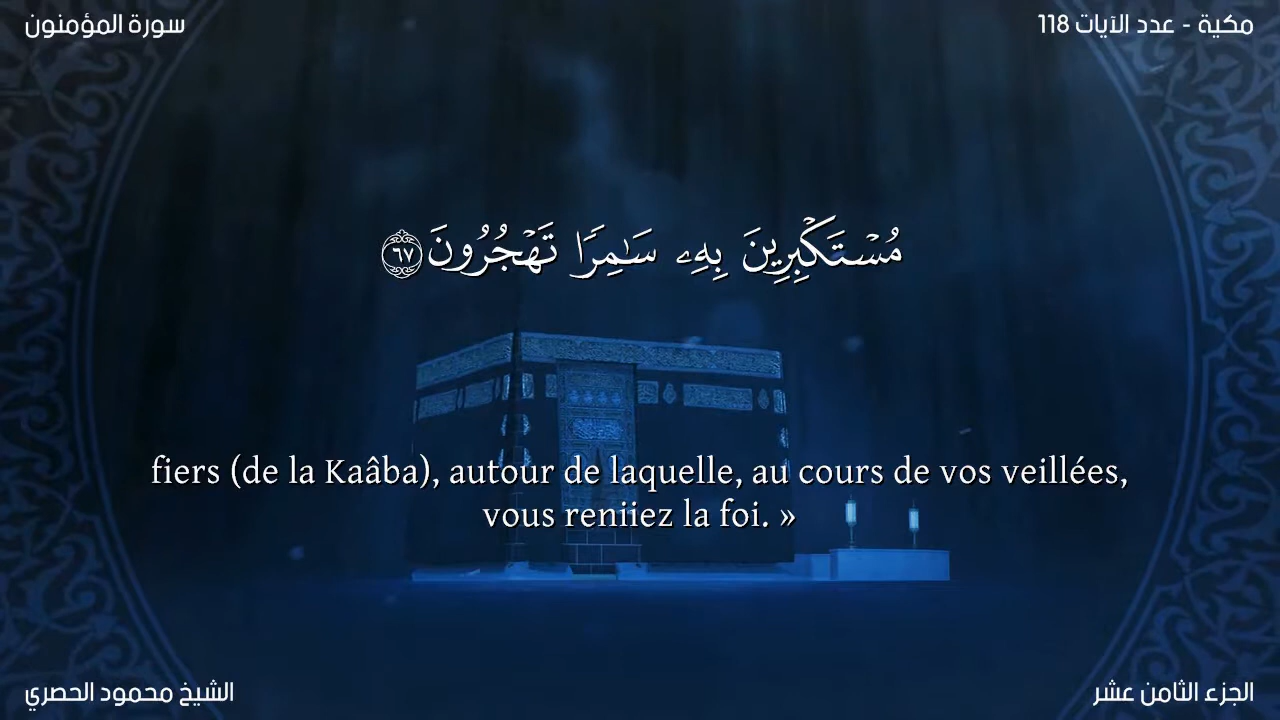 سورة المؤمنون
مكية - عدد الآيات 118
مُسْتَكْبِرِينَ بِهِۦ سَٰمِرًا تَهْجُرُونَ ٦٧
fiers (de la Kaâba), autour de laquelle, au cours de vos veillées,
vous reniiez la foi. »
الشيخ محمود الحصري
الجزء الثامن عشر